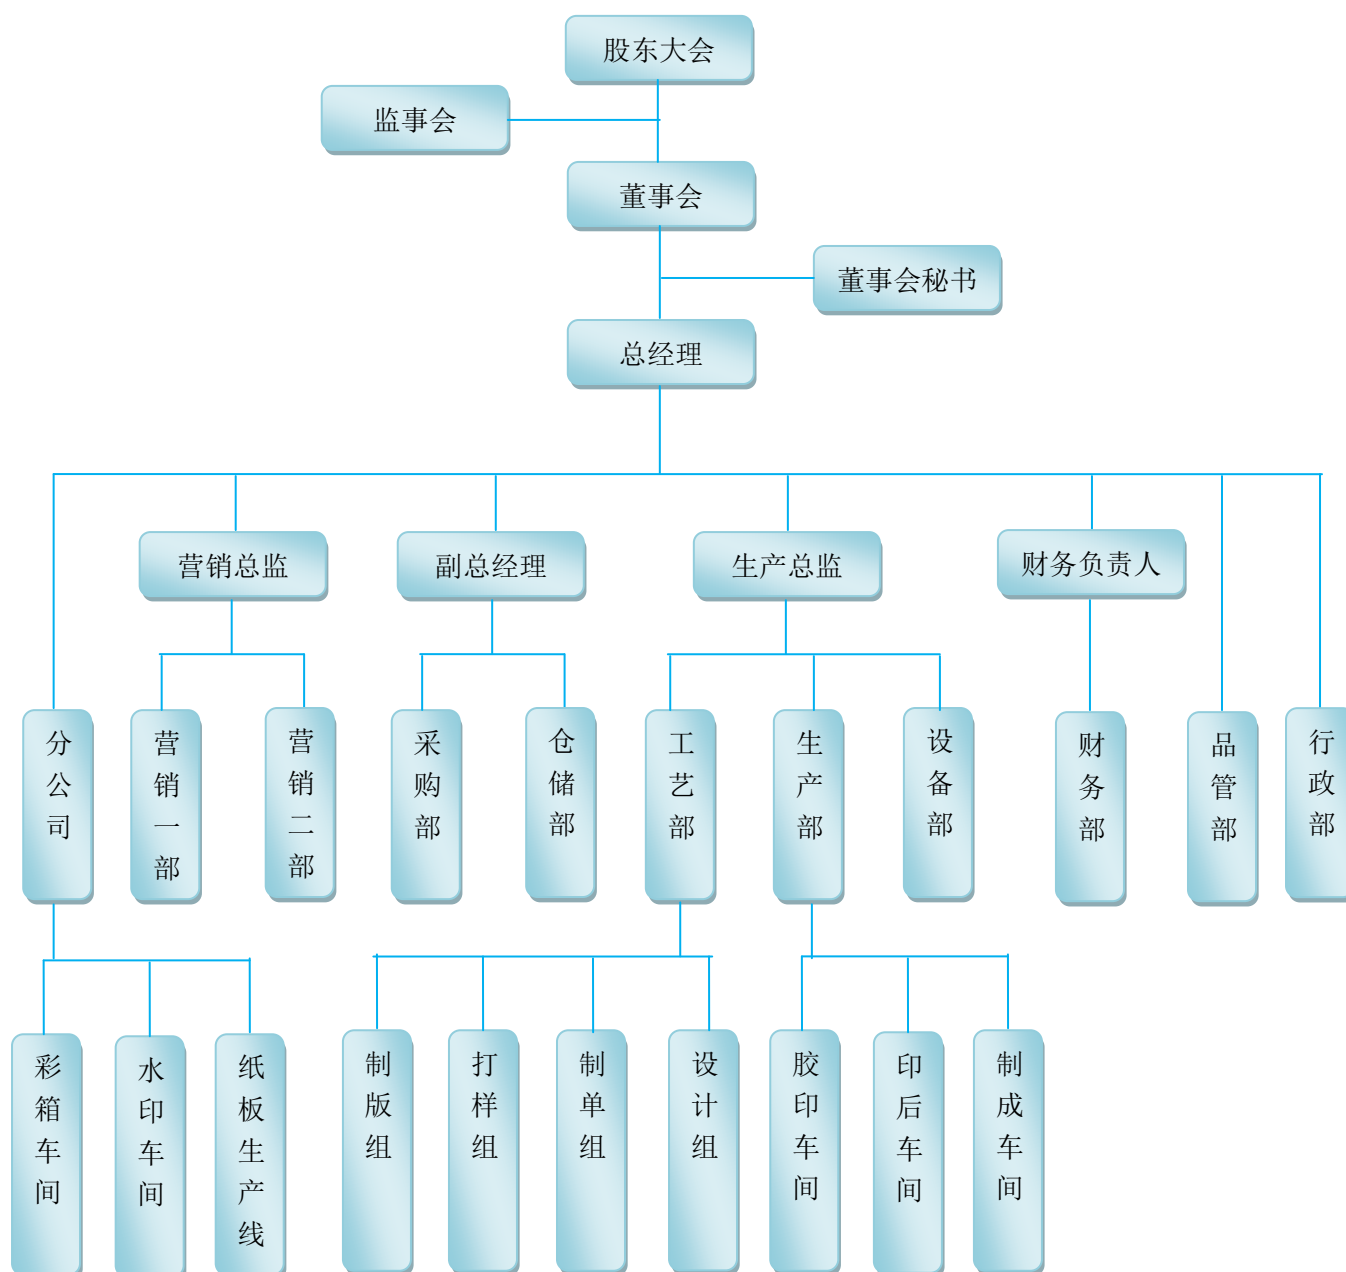 股东大会
监事会
董事会
董事会秘书
总经理
营销总监
副总经理
生产总监
财务负责人
分公司
营销一部
营销二部
采购部
仓储部
工艺部
生产部
设备部
财务部
品管部
行政部
彩箱车间
水印车间
纸板生产线
制版组
打样组
制单组
设计组
胶印车间
印后车间
制成车间